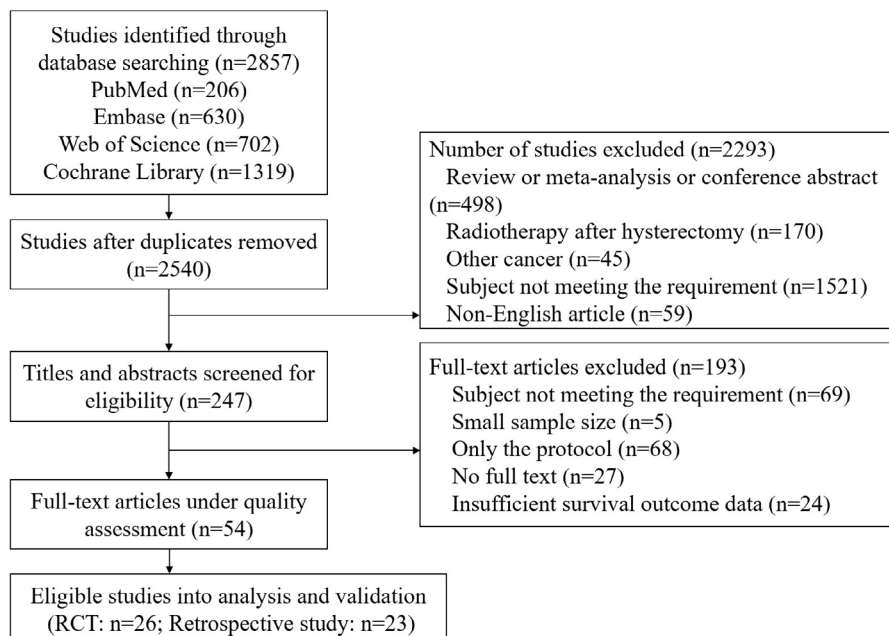 Studies identified through
database searching (n=2857)
PubMed (n=206)
Embase (n=630)
Web of Science (n=702)
Cochrane Library (n=1319)
Studies after duplicates removed
(n=2540)
Number of studies excluded (n=2293)
Review or meta-analysis or conference abstract
(n=498)
Radiotherapy after hysterectomy (n=170)
Other cancer (n=45)
Subject not meeting the requirement (n=1521)
Non-English article (n=59)
Titles and abstracts screened for
eligibility (n=247)
Full-text articles excluded (n=193)
Subject not meeting the requirement (n=69)
Small sample size (n=5)
Only the protocol (n=68)
No full text (n=27)
Insufficient survival outcome data (n=24)
Full-text articles under quality
assessment (n=54)
Eligible studies into analysis and validation
(RCT: n=26; Retrospective study: n=23)